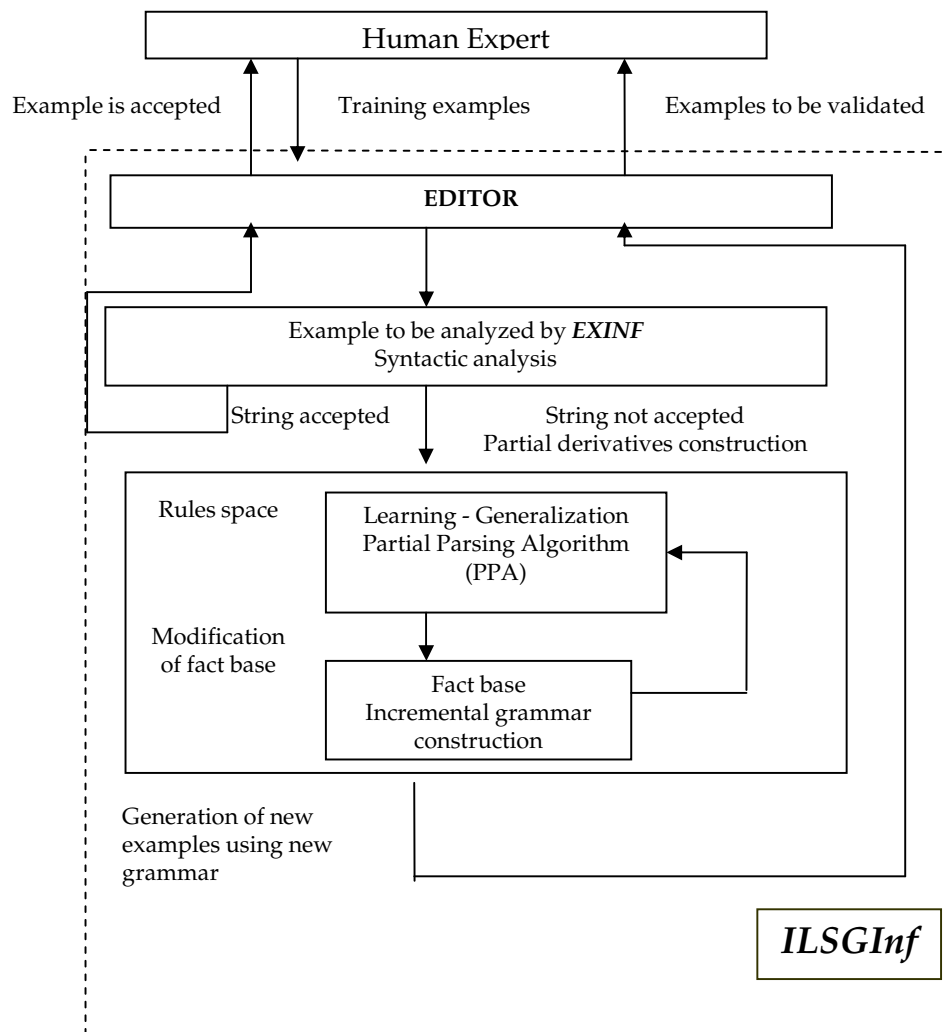 Human Expert
Example is accepted
Training examples
Examples to be validated
EDITOR
Example to be analyzed by EXINF
Syntactic analysis
String accepted
String not accepted
Partial derivatives construction
Rules space
Learning - Generalization
Partial Parsing Algorithm
(PPA)
Modification
of fact base
Fact base
Incremental grammar
construction
Generation of new
examples using new
grammar
ILSGInf